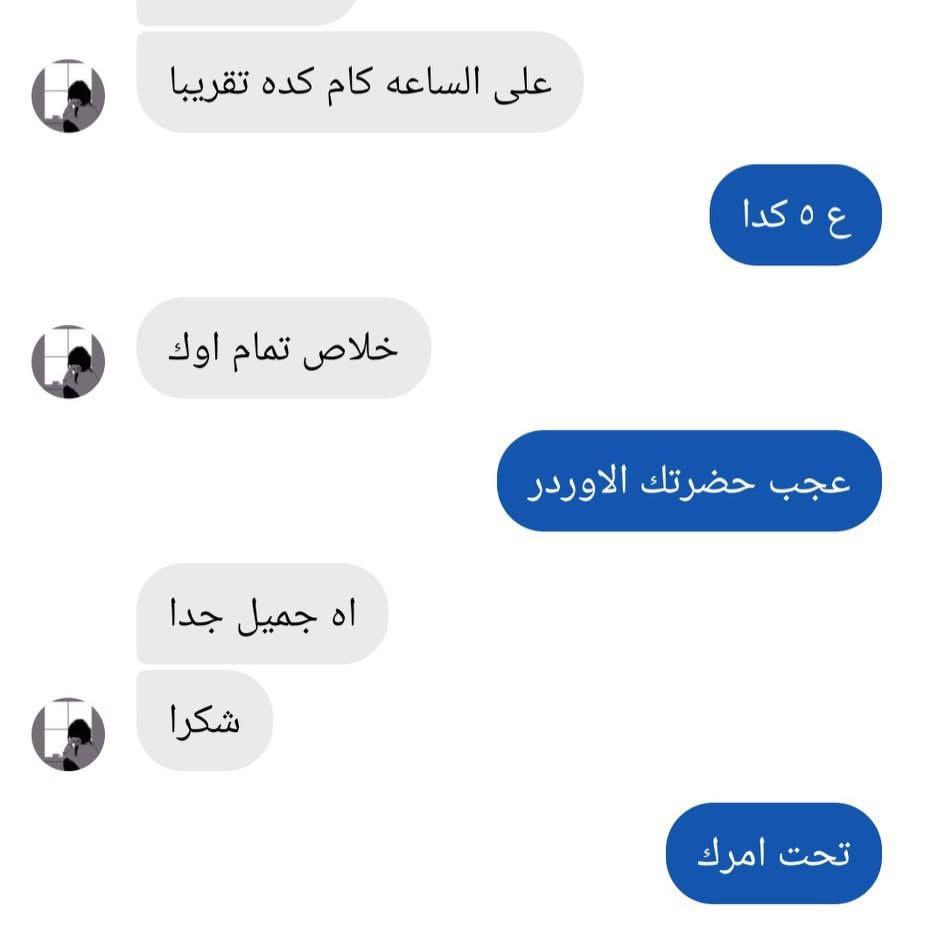 على الساعه كام كده تقريبا
ع ٥ كدا
خلاص تمام اوك
عجب حضرتك الاوردر
اه جميل جدا
شكرا
تحت امرك